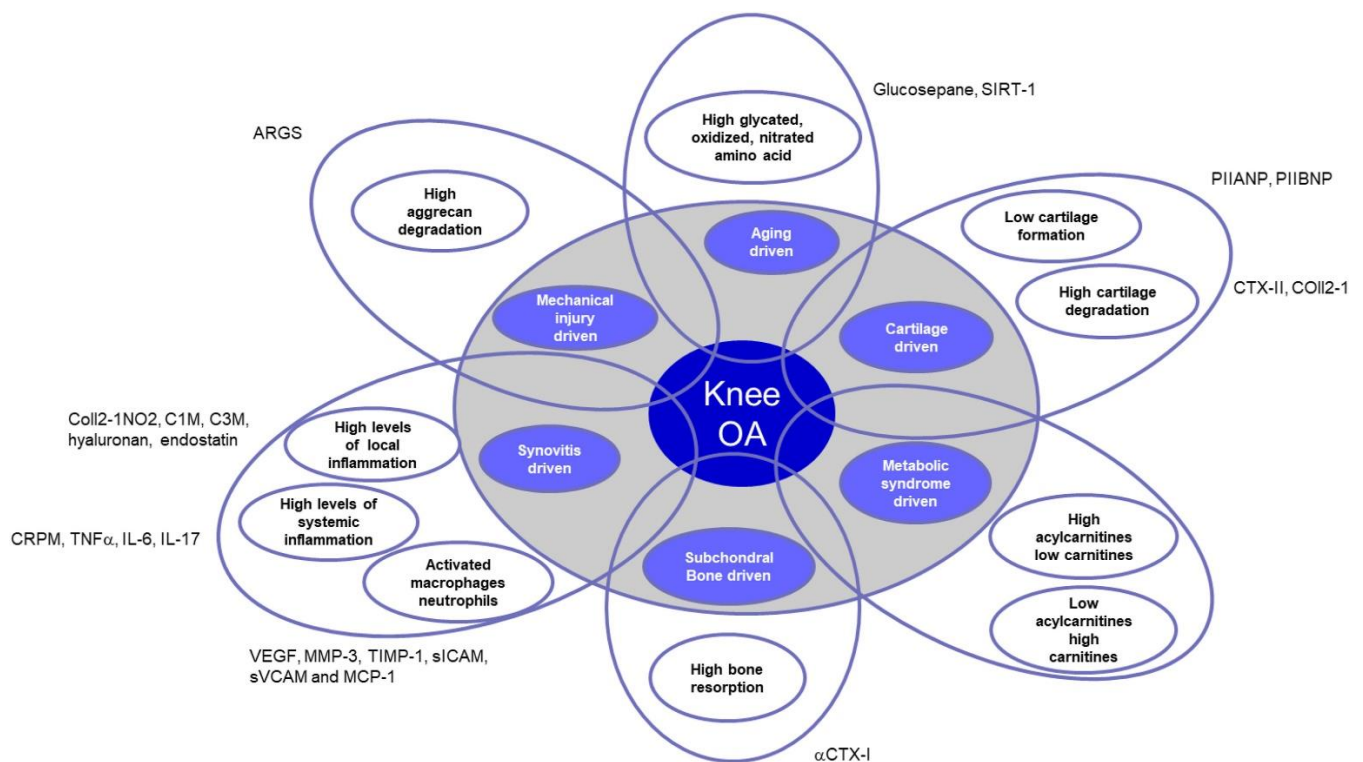 Glucosepane, SIRT-1
High glycated,
oxidized, nitrated
amino acid
ARGS
High
aggrecan
degradation
PIIANP, PIIBNP
Low cartilage
formation
High cartilage
degradation
CTX-II, COll2-1
Aging
driven
Mechanical
injury
driven
Cartilage
driven
Knee
OA
Coll2-1NO2, C1M, C3M,
hyaluronan, endostatin
High levels
of local
inflammation
Synovitis
driven
Metabolic
syndrome
driven
High levels of
systemic
inflammation
CRPM, TNFα, IL-6, IL-17
Activated
macrophages
neutrophils
Subchondral
Bone driven
High
acylcarnitines
low carnitines
Low
acylcarnitines
high
carnitines
VEGF, MMP-3, TIMP-1, sICAM,
sVCAM and MCP-1
High bone
resorption
αCTX-I